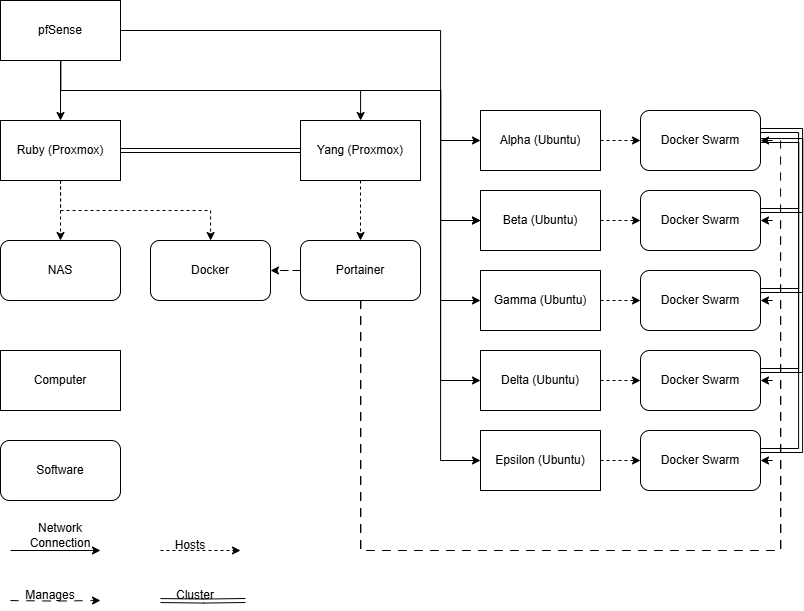 pfSense
Ruby (Proxmox)
Yang (Proxmox)
Alpha (Ubuntu)
Docker Swarm
Beta (Ubuntu)
Docker Swarm
NAS
Docker
Portainer
Gamma (Ubuntu)
Docker Swarm
Computer
Delta (Ubuntu)
Docker Swarm
Software
Epsilon (Ubuntu)
Docker Swarm
Network
Connection
Hosts
Manages
Cluster